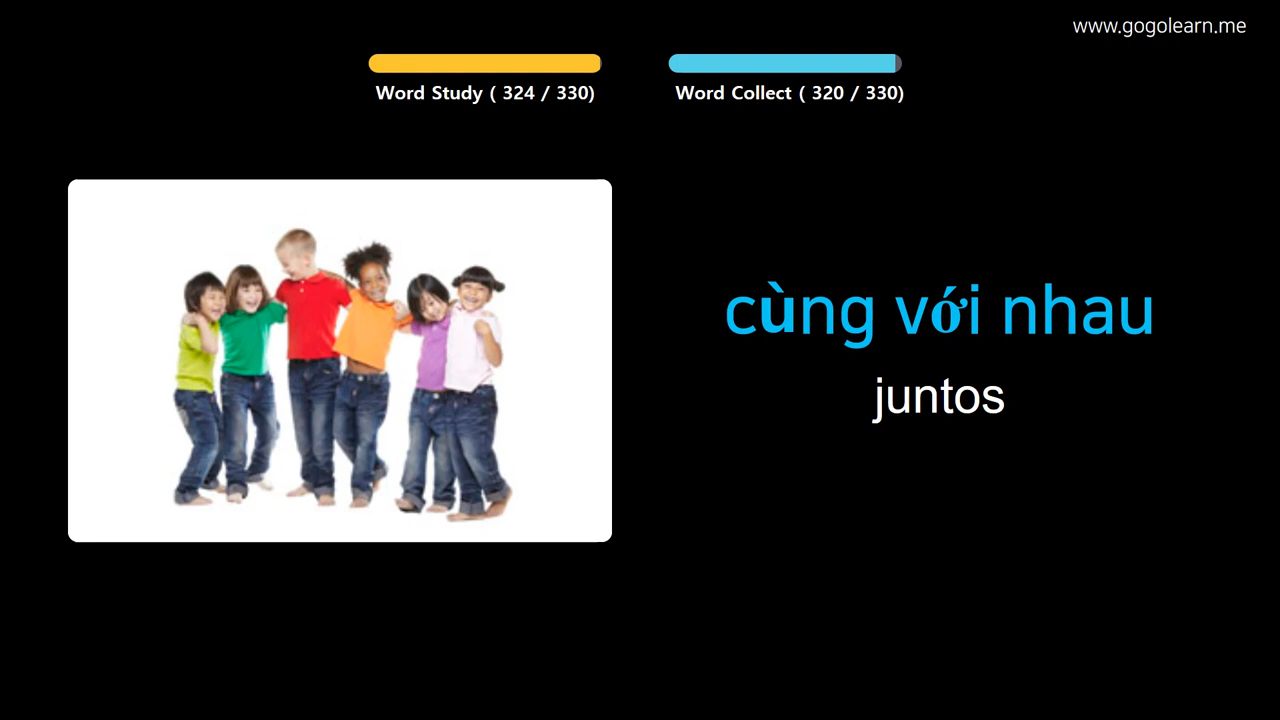 www.gogolearn.me
Word Study ( 324 / 330)
Word Collect ( 320 / 330)
cùng với nhau
juntos